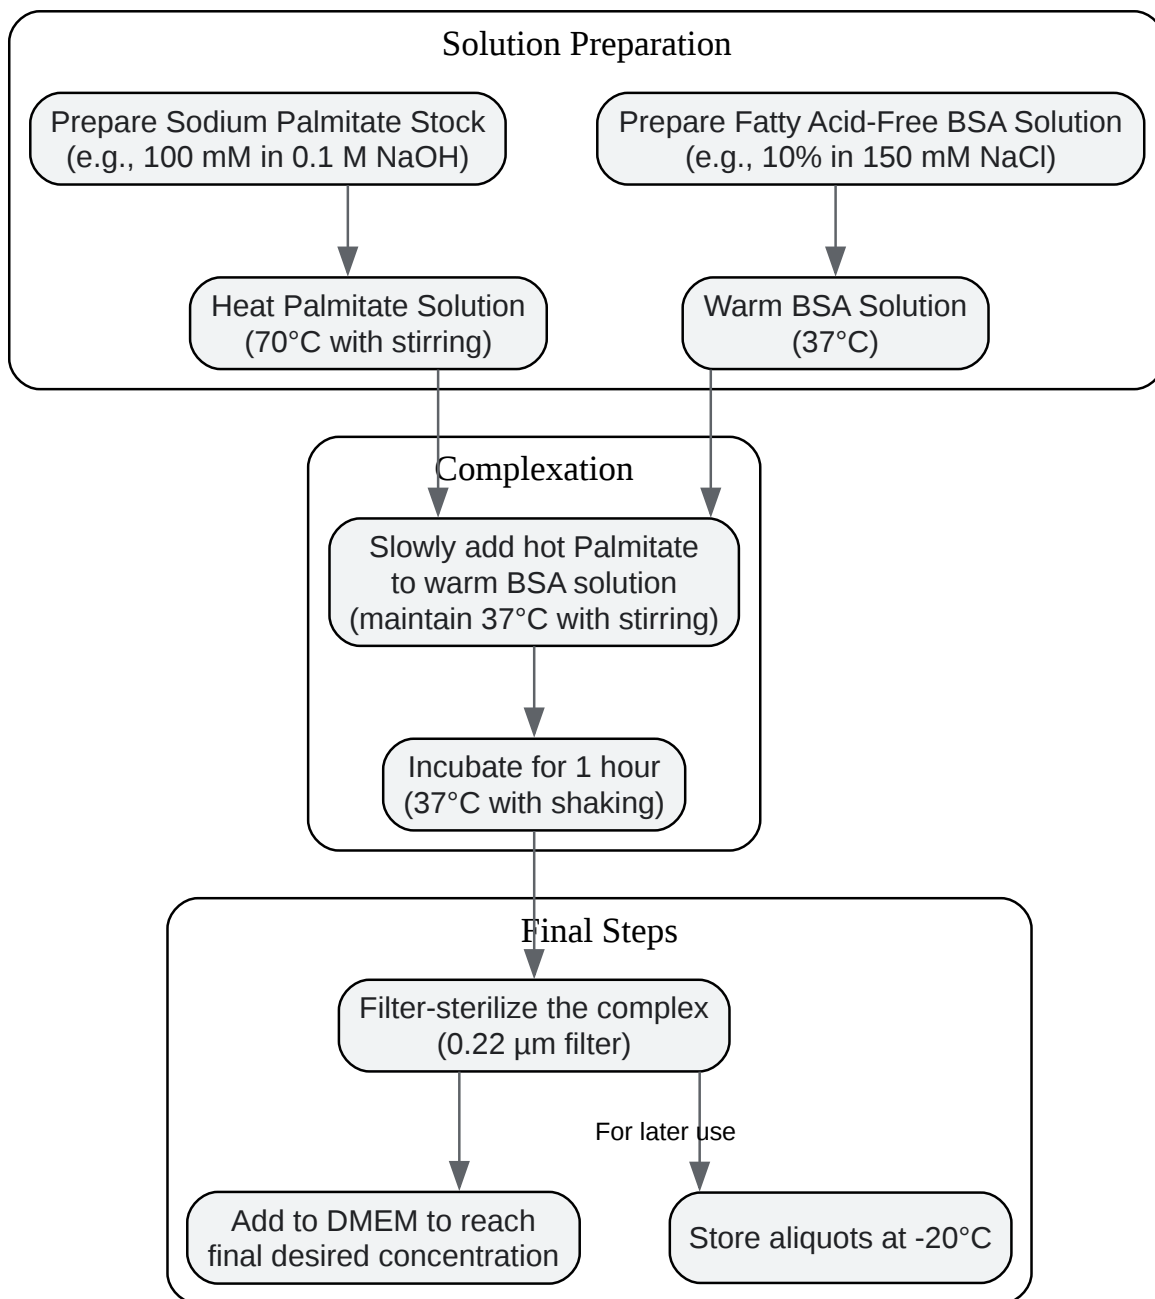 Solution Preparation
Prepare Sodium Palmitate Stock
(e.g., 100 mM in 0.1 M NaOH)
Prepare Fatty Acid-Free BSA Solution
(e.g., 10% in 150 mM NaCl)
Heat Palmitate Solution
(70°C with stirring)
Warm BSA Solution
(37°C)
Complexation
Slowly add hot Palmitate
to warm BSA solution
(maintain 37°C with stirring)
Incubate for 1 hour
(37°C with shaking)
Final Steps
Filter-sterilize the complex
(0.22 µm filter)
For later use
Add to DMEM to reach
final desired concentration
Store aliquots at -20°C